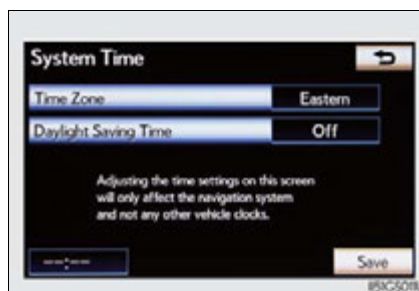 System Time
Time Zone Eastern
Daylight Saving Time Off
Adjusting the time settings on this screen
will only affect the navigation system
and not any other vehicle clocks.
--:-- Save